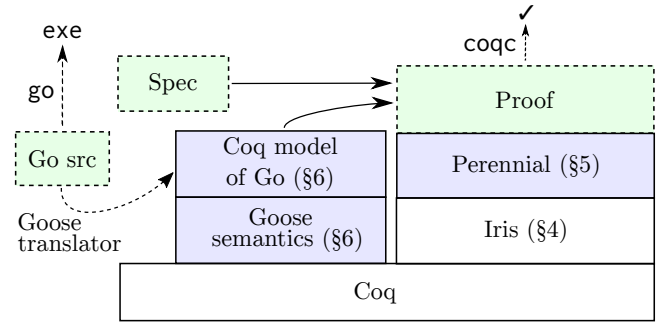 exe
✓
coqc
go
Spec
Proof
Go src
Coq model
of Go (§6)
Perennial (§5)
Goose
translator
Goose
semantics (§6)
Iris (§4)
Coq